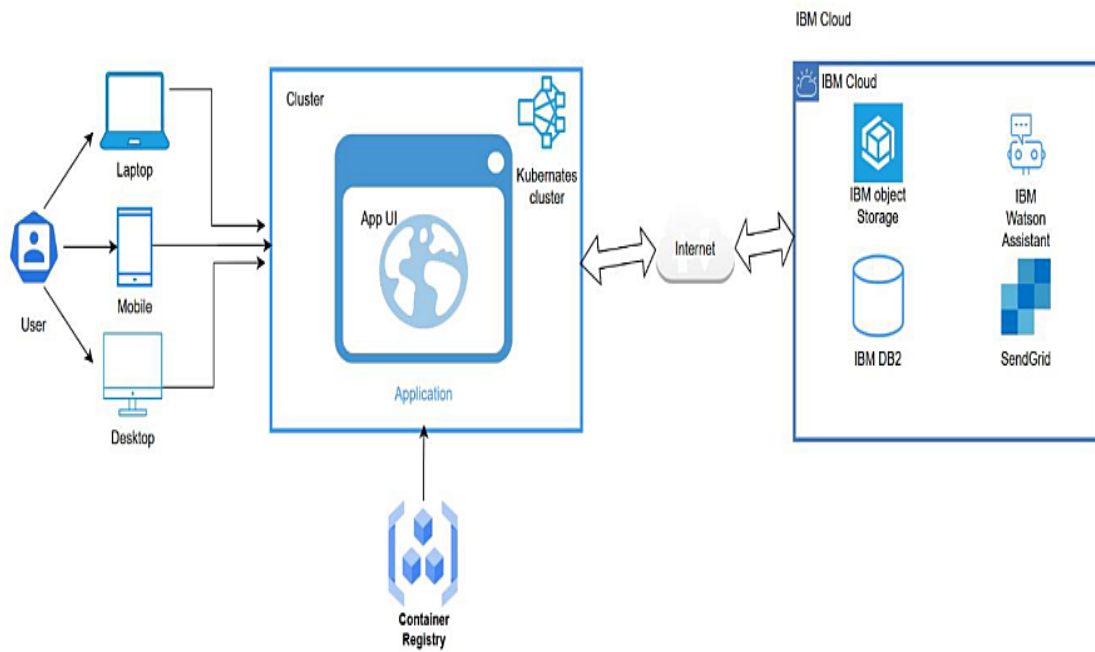 IBM Cloud
IBM Cloud
Cluster
Laptop
Kubernates
cluster
App UI
IBM object
Storage
IBM
Watson
Assistant
Internet
User
Mobile
IBM DB2
SendGrid
Application
Desktop
Container
Registry